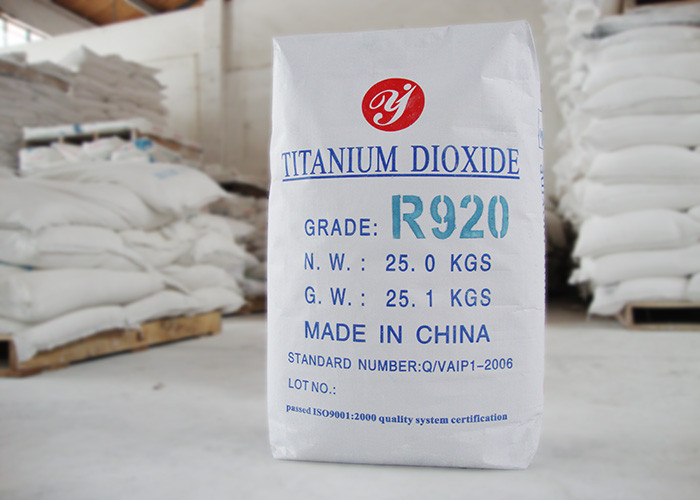 TITANIUM DIOXIDE
GRADE: R920
N. W. : 25.0 KGS
G. W. : 25.1 KGS
MADE IN CHINA
STANDARD NUMBER:Q/VAIP1-2006
LOT NO.:
passed ISO9001:2000 quality system certification